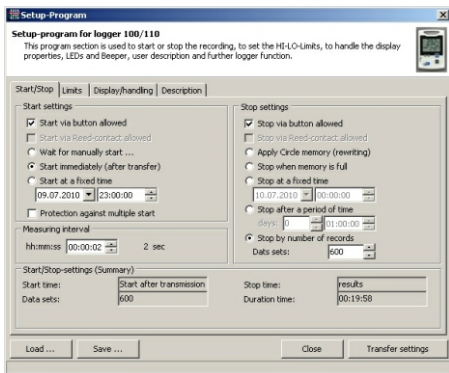 Setup-Program
Setup-program for logger 100/110
This program section is used to start or stop the recording, to set the HI-LO-Limits, to handle the display
properties, LEDs and Beeper, user description and further logger function.
Start/Stop Limits Display/handling Description
Start settings
Start via button allowed
Start via Reed-contact allowed
Wait for manually start ...
Start immediately (after transfer)
Start at a fixed time
09.07.2010 23:00:00
Protection against multiple start
Measuring interval
hh:mm:ss 00:00:02 2 sec
Stop settings
Stop via button allowed
Stop via Reed-contact allowed
Apply Circle memory (rewriting)
Stop when memory is full
Stop at a fixed time
10.07.2010 00:00:00
Stop after a period of time
days: 0 01:00:00
Stop by number of records
Dats sets: 600
Start/Stop-settings (Summary)
Start time: Start after transmission Stop time: results
Data sets: 600 Duration time: 00:19:58
Load ... Save ... Close Transfer settings